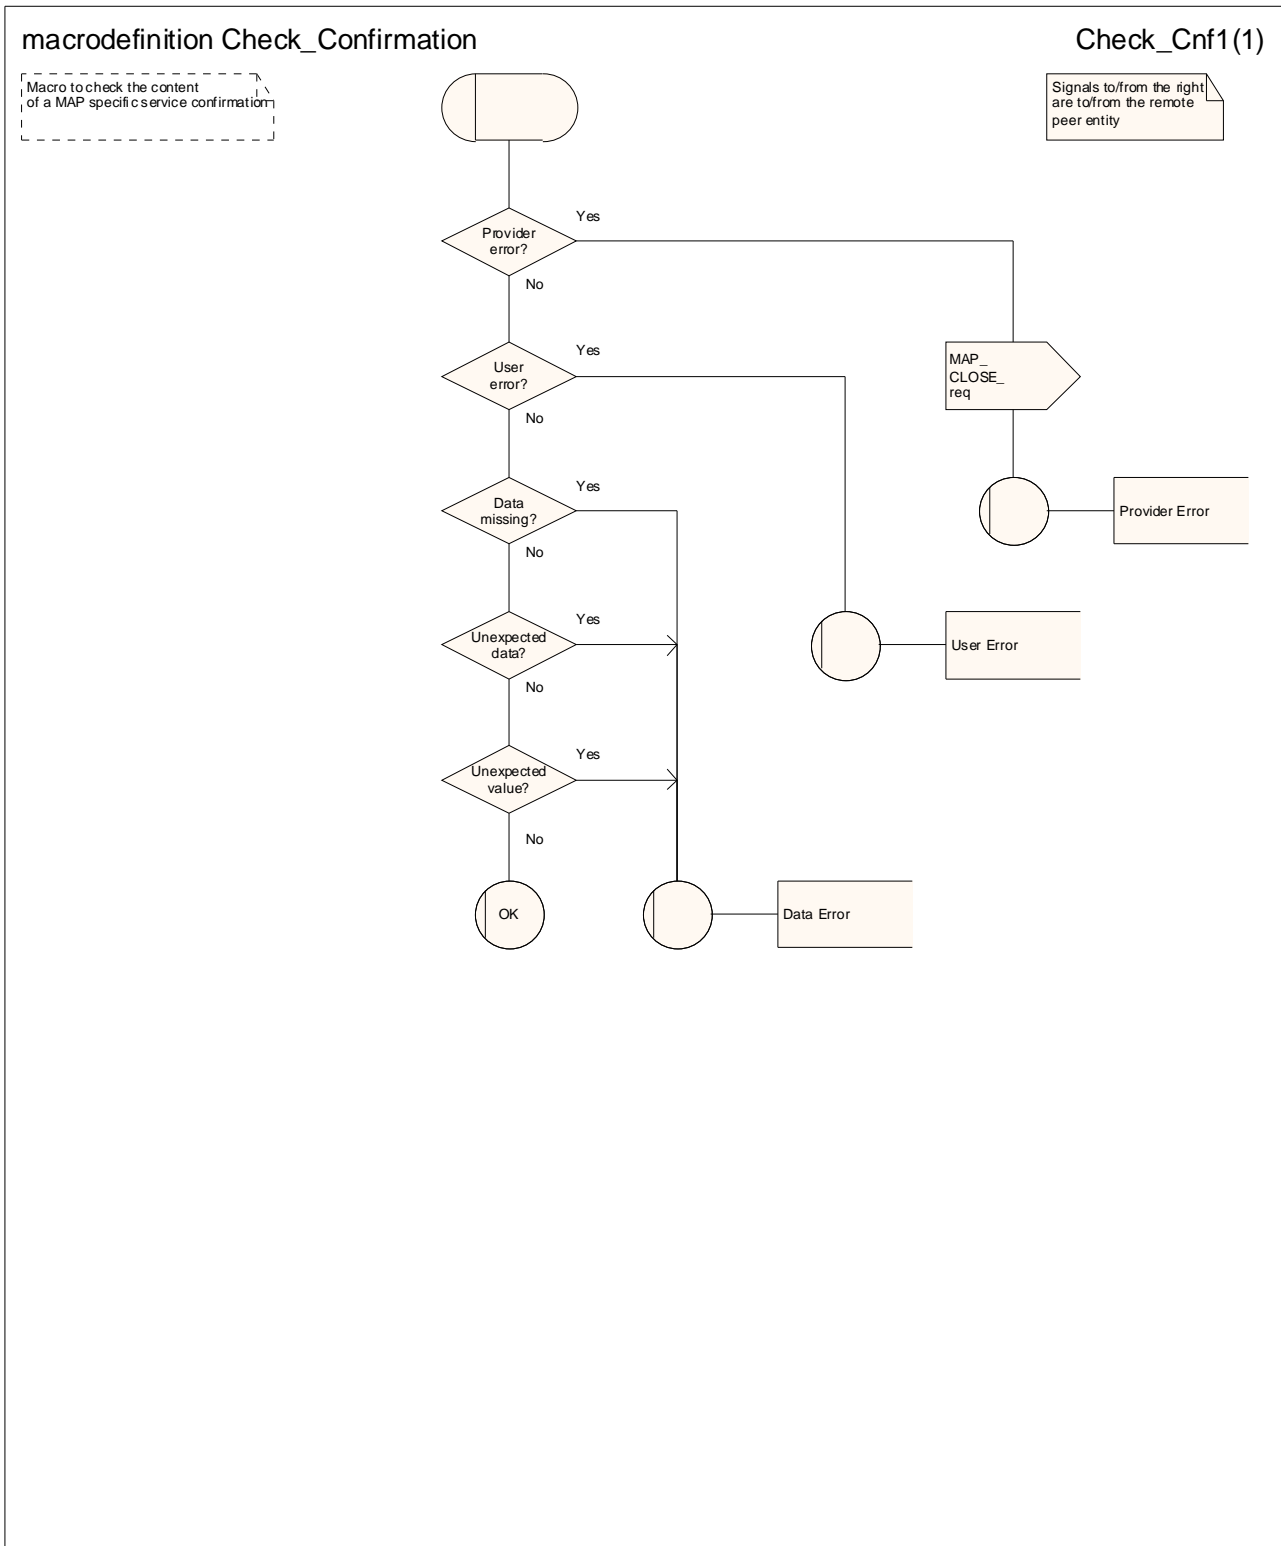 macrodefinition Check_Confirmation
Check_Cnf1(1)
Macro to check the content
of a MAP specific service confirmation
Signals to/from the right
are to/from the remote
peer entity
Provider
error?
Yes
No
User
error?
Yes
No
MAP_
CLOSE_
req
Data
missing?
Yes
No
Provider Error
Unexpected
data?
Yes
No
User Error
Unexpected
value?
Yes
No
OK
Data Error